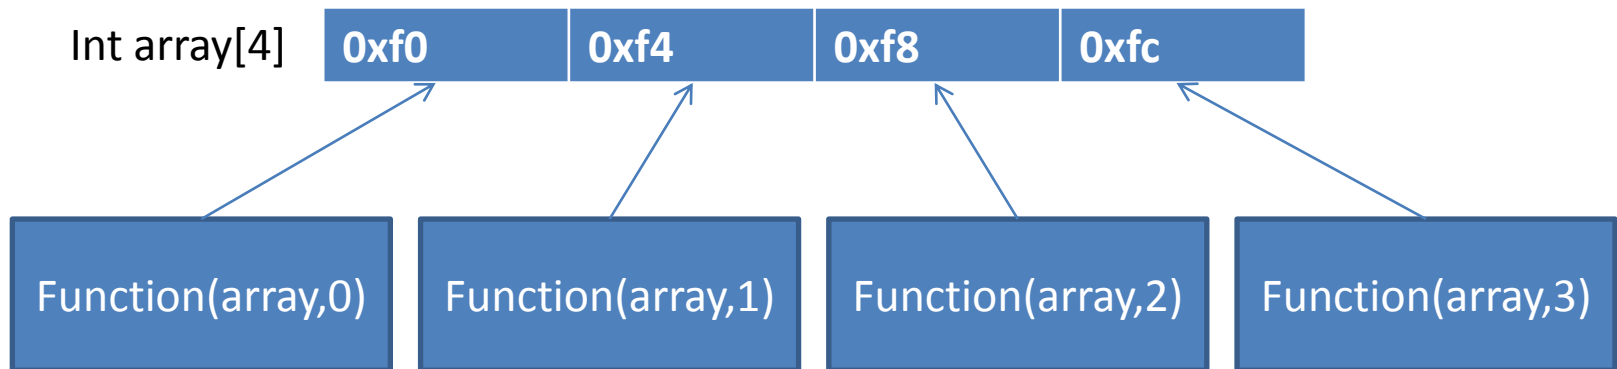 Int array[4] 0xf0 0xf4 0xf8 0xfc
Function(array,0) Function(array,1) Function(array,2) Function(array,3)